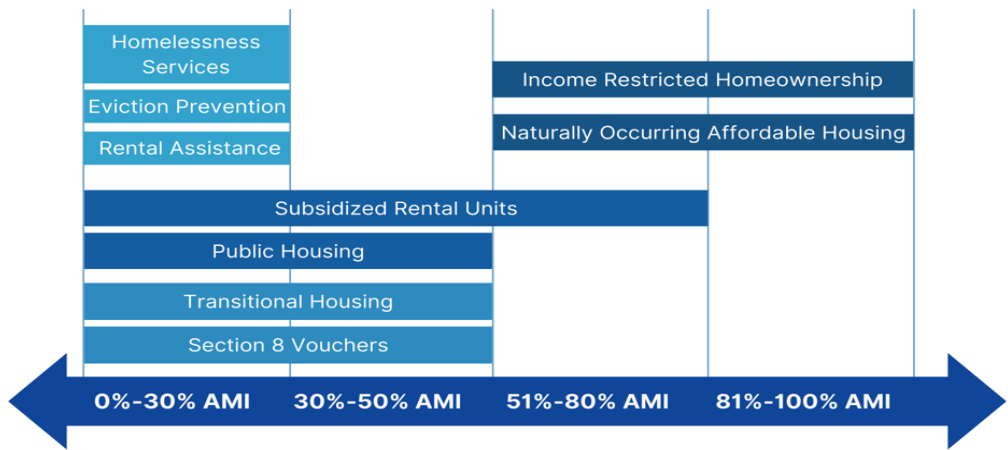 Homelessness
Services
Eviction Prevention
Rental Assistance
Income Restricted Homeownership
Naturally Occurring Affordable Housing
Subsidized Rental Units
Public Housing
Transitional Housing
Section 8 Vouchers
0%-30% AMI 30%-50% AMI 51%-80% AMI 81%-100% AMI